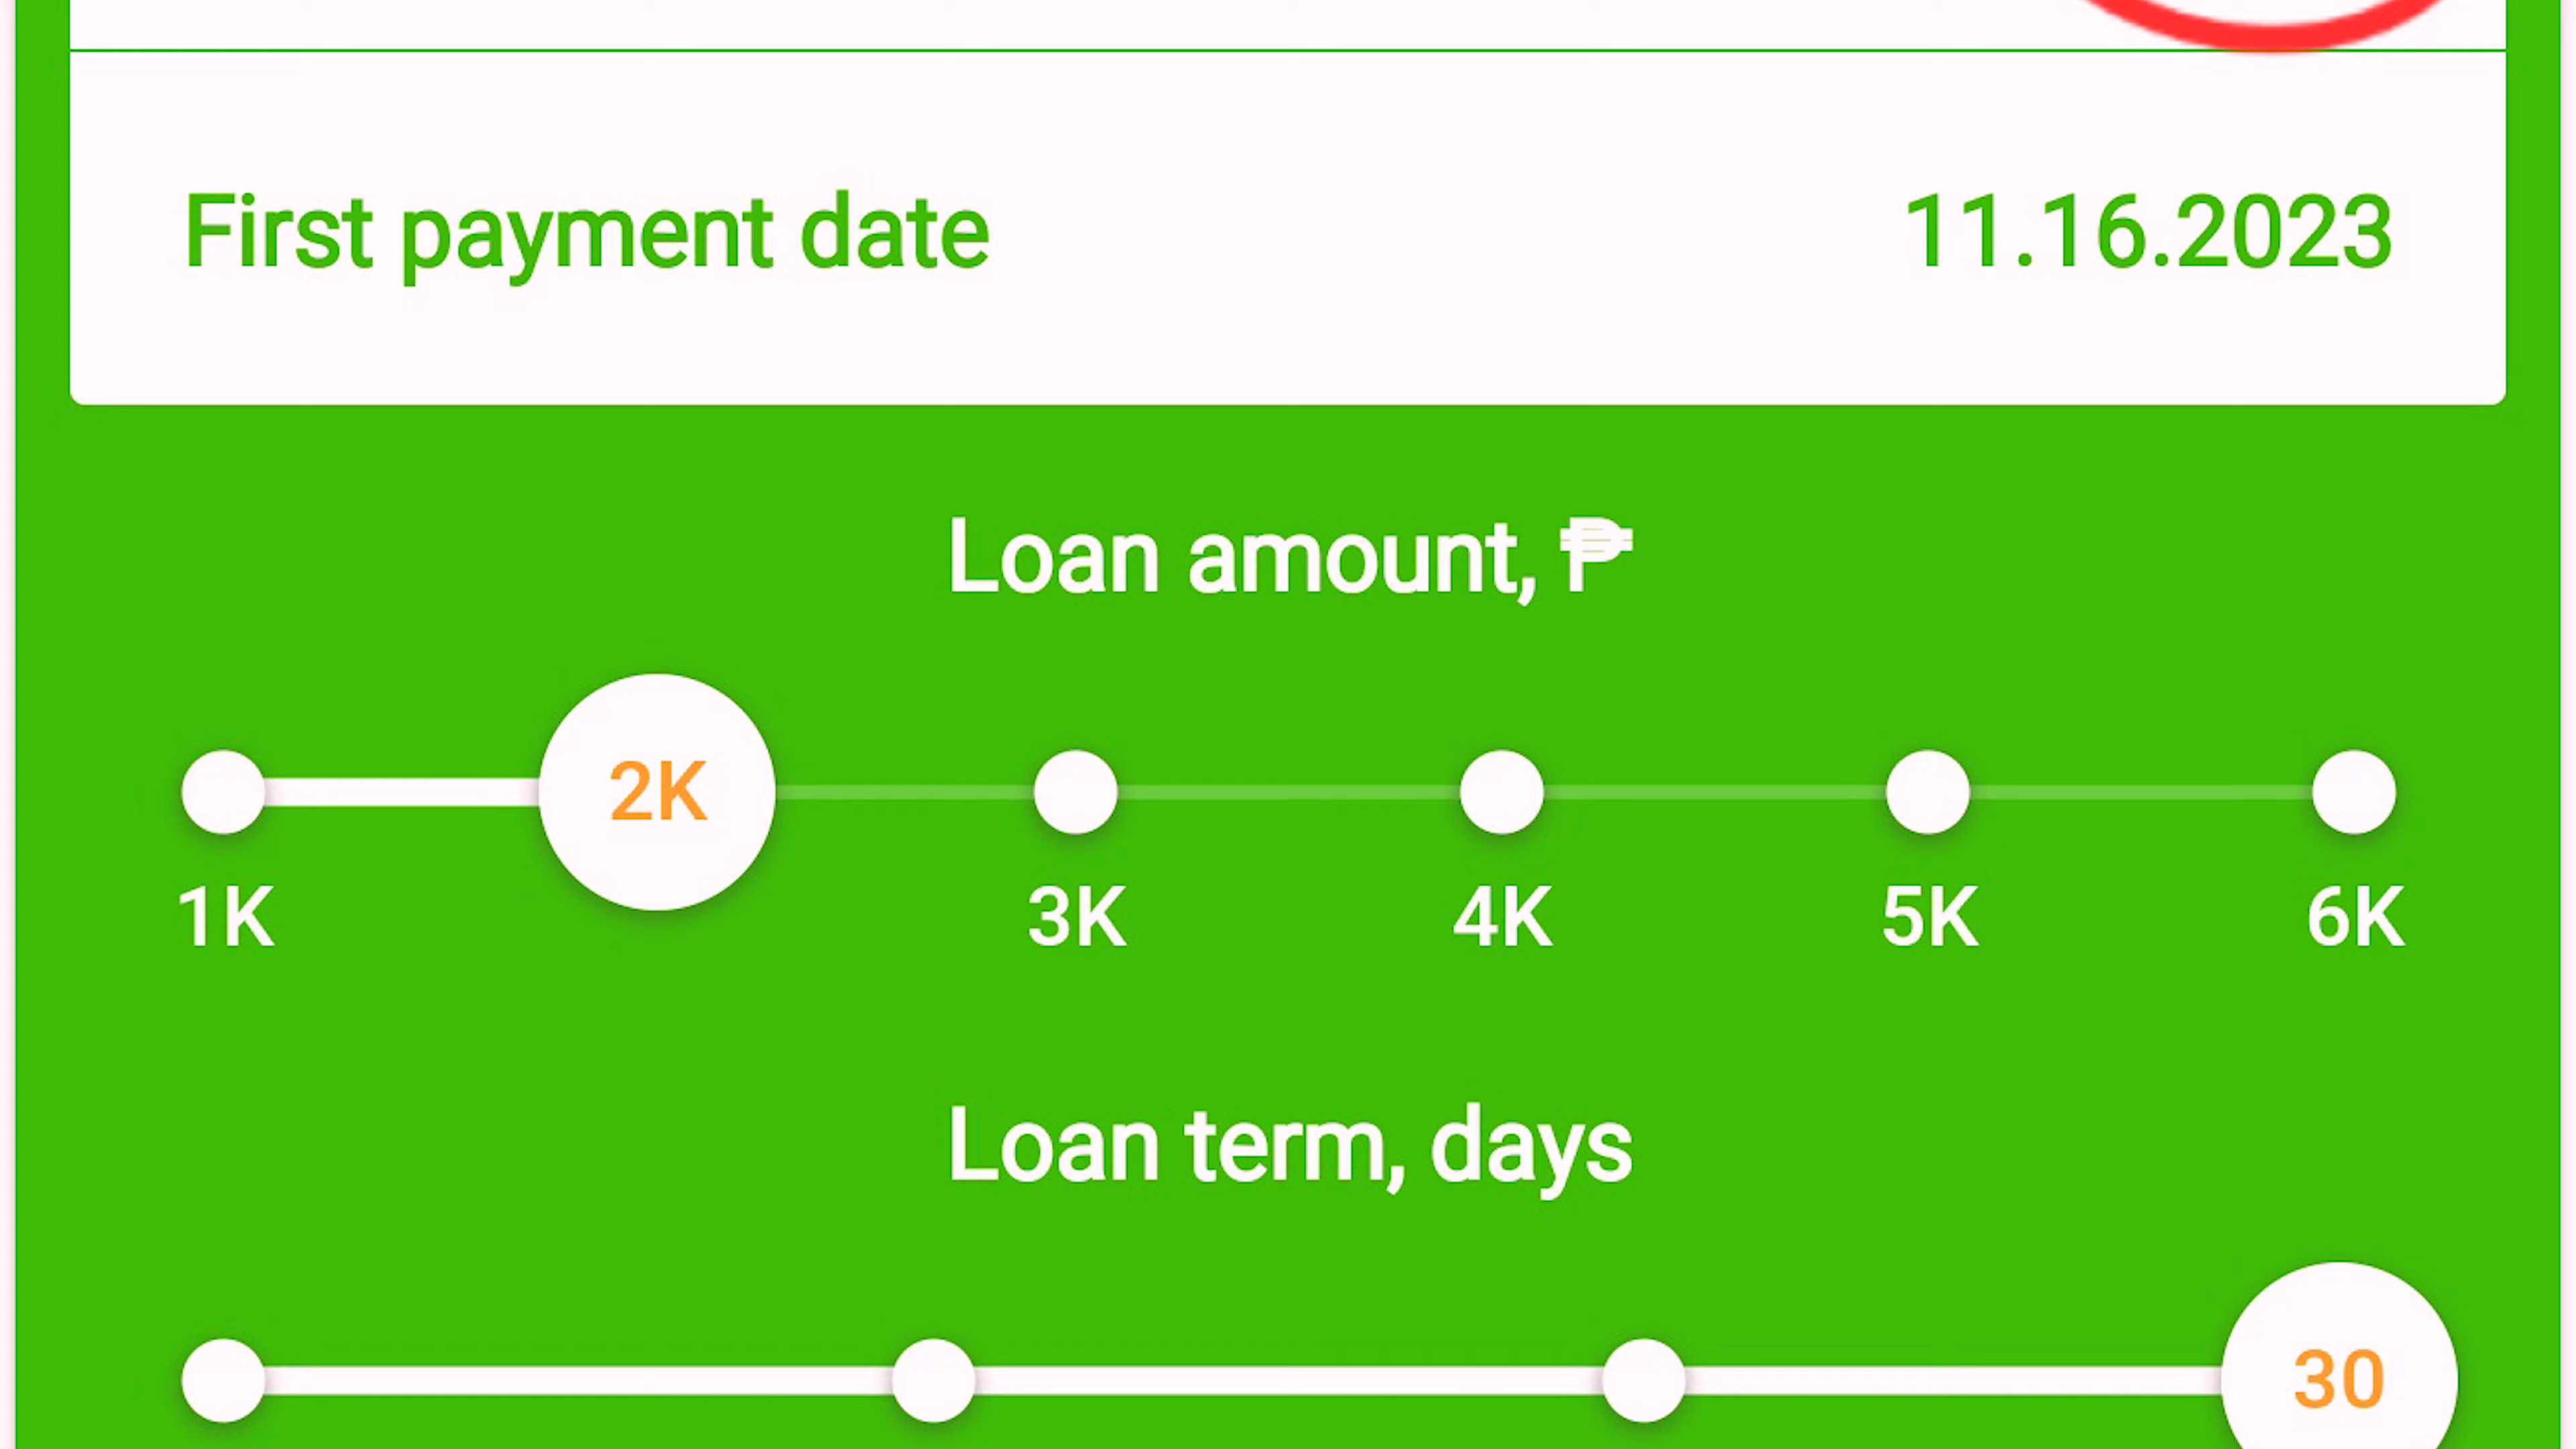 First payment date 11.16.2023
Loan amount, ₱
2K
1K 3K 4K 5K 6K
Loan term, days
30